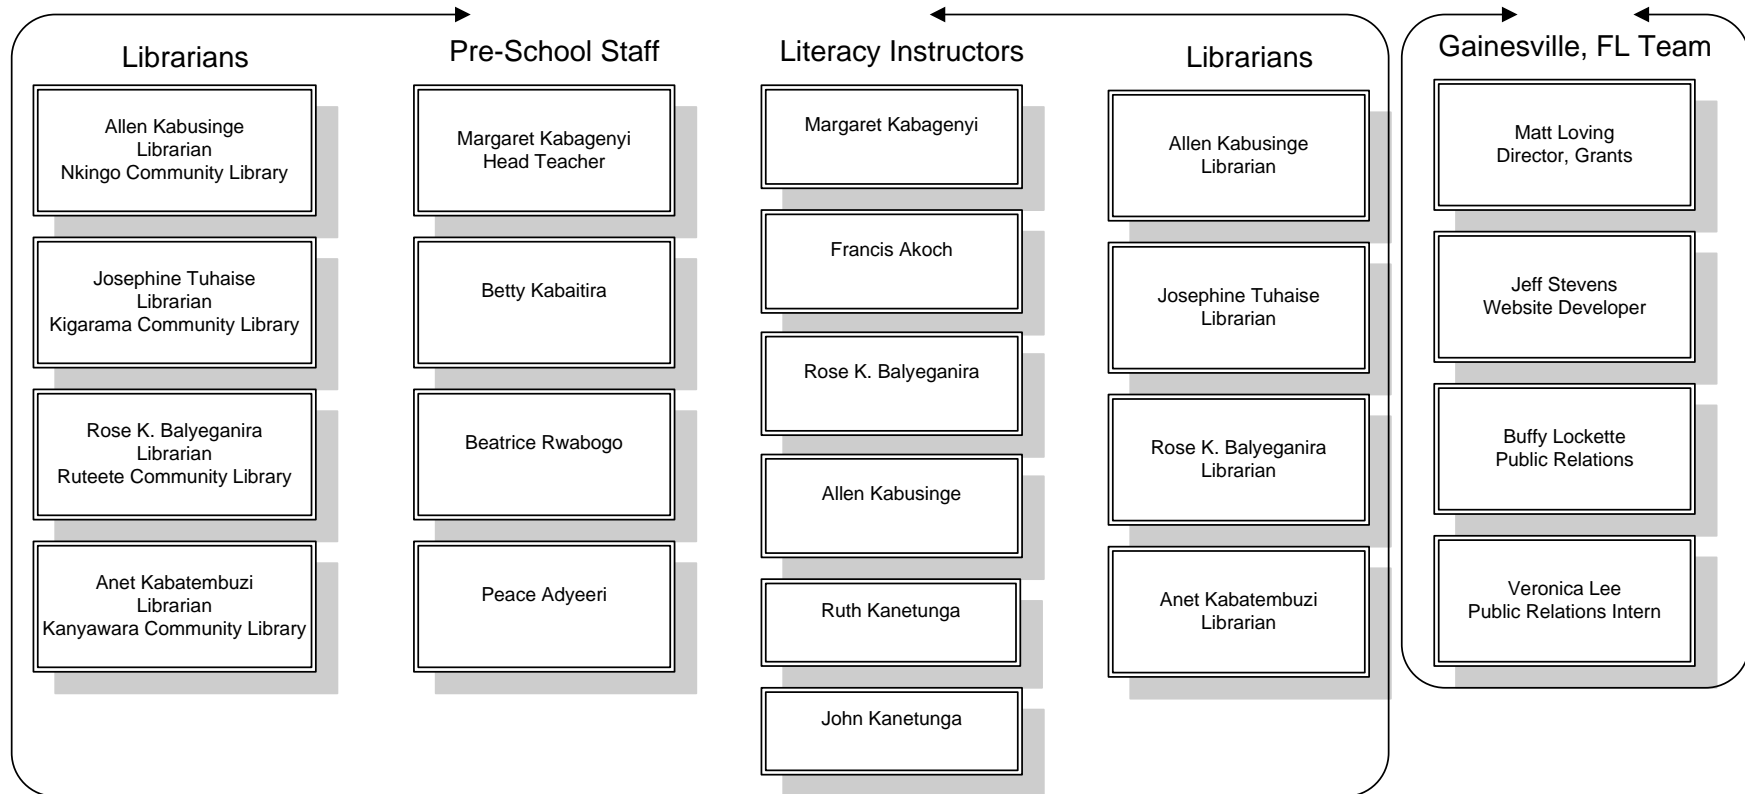 Librarians
Allen Kabusinge
Librarian
Nkingo Community Library
Josephine Tuhaise
Librarian
Kigarama Community Library
Rose K. Balyeganira
Librarian
Ruteete Community Library
Anet Kabatembuzi
Librarian
Kanyawara Community Library
Pre-School Staff
Margaret Kabagenyi
Head Teacher
Betty Kabaitira
Beatrice Rwabogo
Peace Adyeeri
Literacy Instructors
Margaret Kabagenyi
Francis Akoch
Rose K. Balyeganira
Allen Kabusinge
Ruth Kanetunga
John Kanetunga
Librarians
Allen Kabusinge
Librarian
Josephine Tuhaise
Librarian
Rose K. Balyeganira
Librarian
Anet Kabatembuzi
Librarian
Gainesville, FL Team
Matt Loving
Director, Grants
Jeff Stevens
Website Developer
Buffy Lockette
Public Relations
Veronica Lee
Public Relations Intern